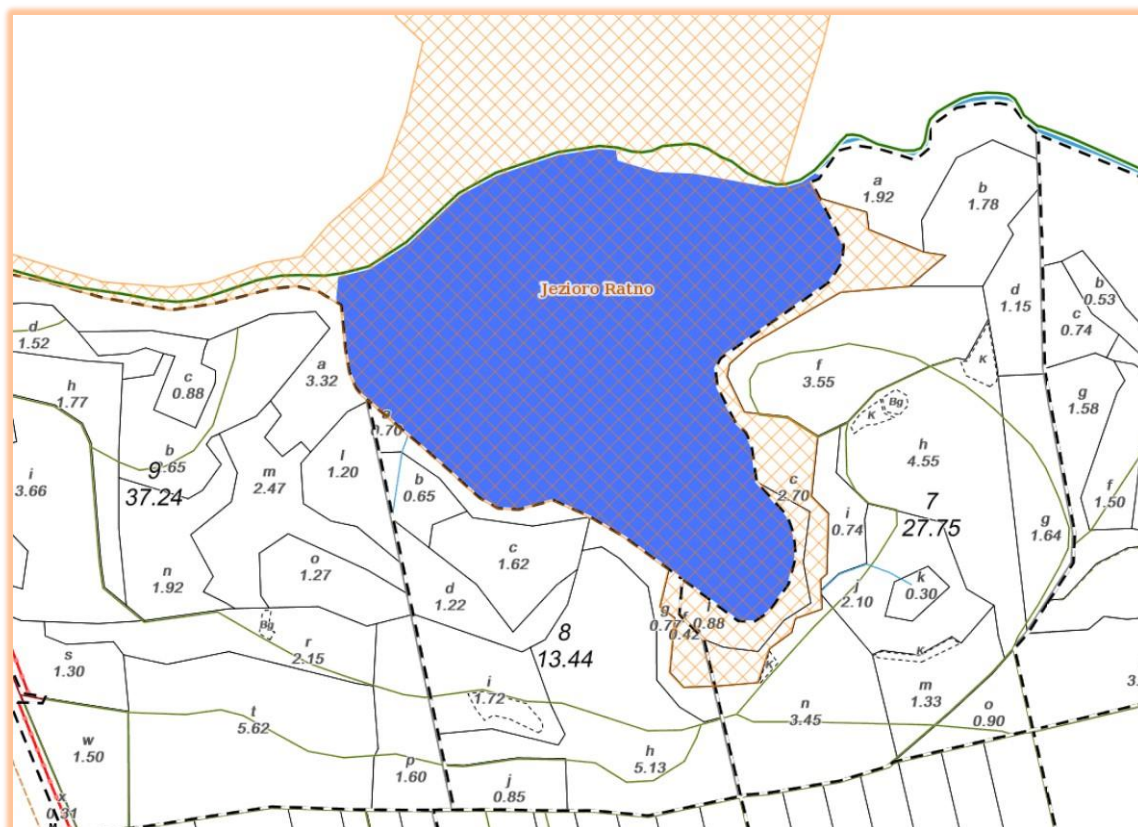 Jezioro Ratno
a
1.92
b
1.78
d
1.15
b
0.53
c
0.74
d
1.52
h
1.77
c
0.88
a
3.32
f
3.55
K
g
1.58
K
Bg
h
4.55
b
9
37.24
i
3.66
m
2.47
l
1.20
b
0.65
c
2.70
f
1.50
i
0.74
7
27.75
g
1.64
n
1.92
o
1.27
c
1.62
d
1.22
j
2.10
k
0.30
Bg
r
2.15
8
13.44
g
0.77
0.42
0.88
K
K
s
1.30
i
1.72
m
1.33
n
3.45
o
0.90
t
5.62
w
1.50
p
1.60
h
5.13
j
0.85
x
0.31